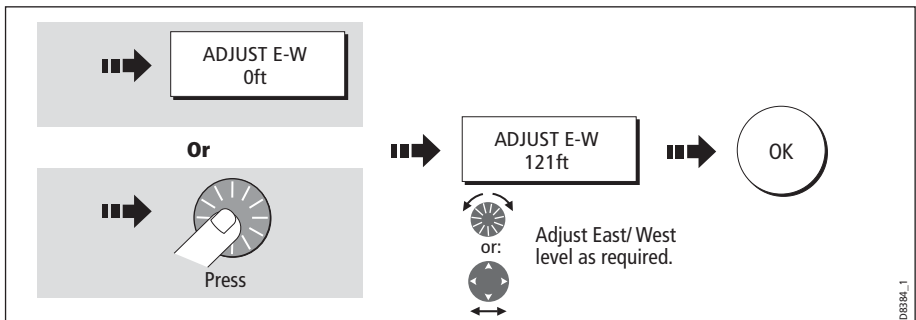 ADJUST E-W
0ft
Or
Press
ADJUST E-W
121ft
or:
Adjust East/ West
level as required.
OK
D8384_1